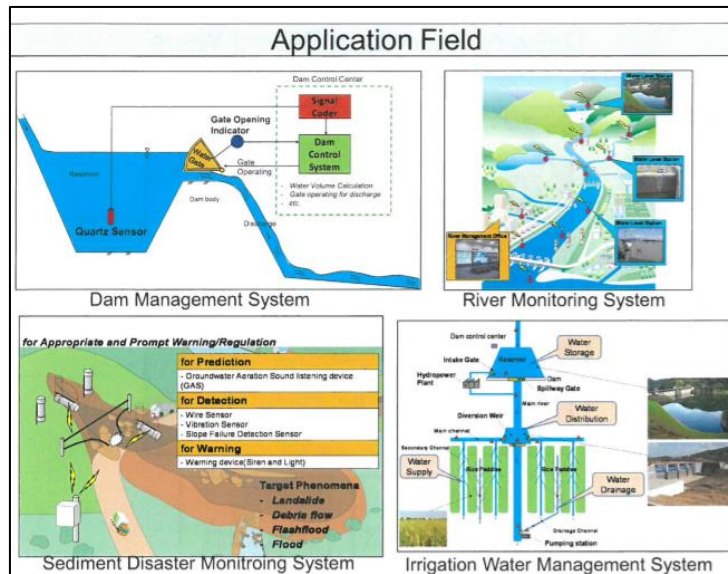 Application Field
Dam Control Center
Signal
Coder
Gate Opening
Indicator
Water
Gate
Dam
Control
System
Gate
Operating
Reservoir
- Water Volume Calculation
- Gate operating for discharge
- etc.
Dam body
Quartz Sensor
Discharge
Dam Management System
Water Level Station
Water Level Station
River Management Office
Water Level Station
River Monitoring System
for Appropriate and Prompt Warning/Regulation
for Prediction
- Groundwater Aeration Sound listening device
(GAS)
for Detection
- Wire Sensor
- Vibration Sensor
- Slope Failure Detection Sensor
for Warning
- Warning device(Siren and Light)
Target Phenomena
- Landslide
- Debris flow
- Flashflood
- Flood
Sediment Disaster Monitroing System
Dam control center
Water
Storage
Intake Gate
Reservoir
Hydropower
Plant
Dam
Spillway Gate
Main river
Diversion Weir
Water
Distribution
Main channel
Secondary Channel
Water
Supply
Rice Paddies
Rice Paddies
Water
Drainage
Drainage Channel
Pumping station
Irrigation Water Management System